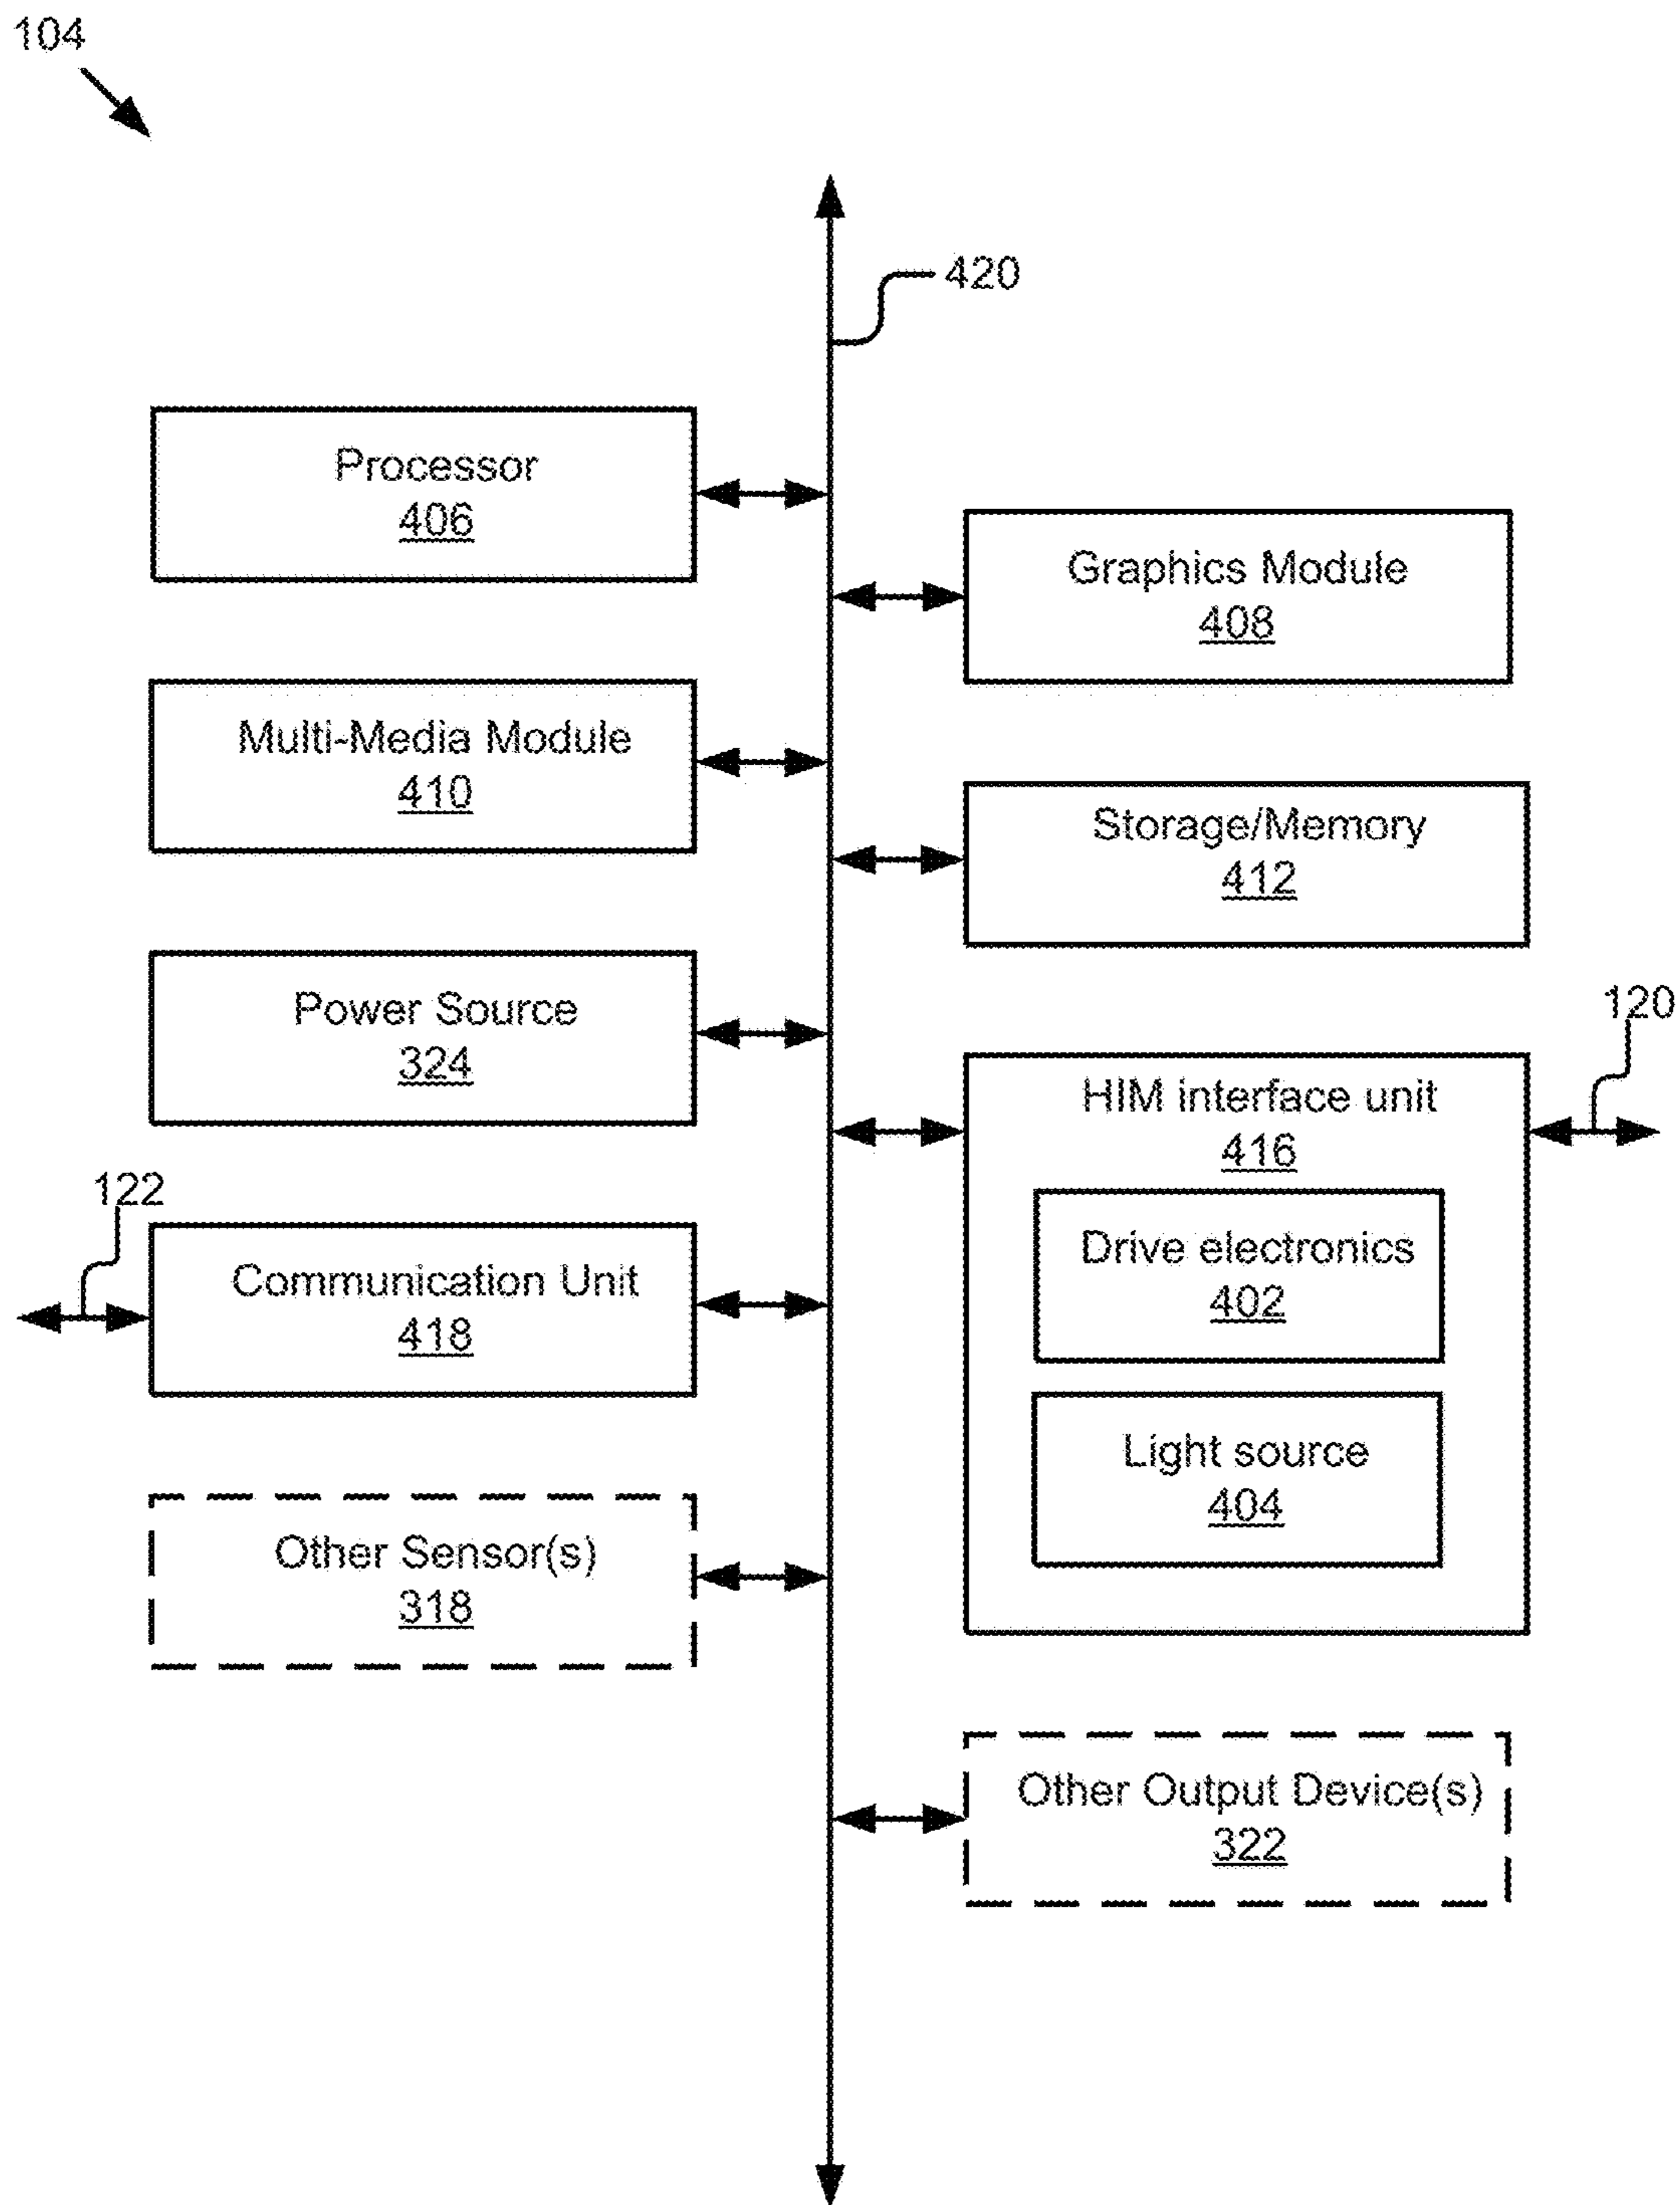 104
420
Processor
406
Graphics Module
408
Multi-Media Module
410
Storage/Memory
412
Power Source
324
120
HIM interface unit
416
122
Drive electronics
402
Communication Unit
418
Light source
404
Other Sensor(s)
318
Other Output Device(s)
322